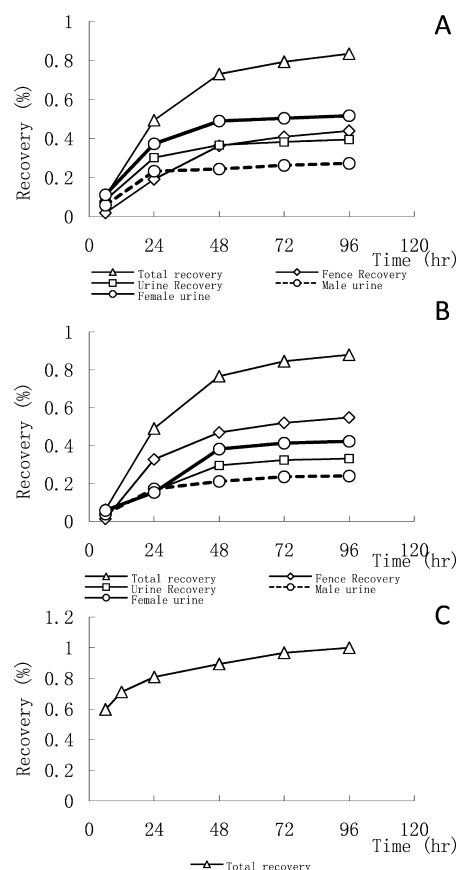 A
1
0.8
0.6
0.4
0.2
0
Recovery (%)
0 24 48 72 96 120
Time (hr)
Total recovery Fence Recovery
Urine Recovery Male urine
Female urine
B
1
0.8
0.6
0.4
0.2
0
Recovery (%)
0 24 48 72 96 120
Time (hr)
Total recovery Fence Recovery
Urine Recovery Male urine
Female urine
C
1.2
1
0.8
0.6
0.4
0.2
0
Recovery (%)
0 24 48 72 96 120
Time (hr)
Total recovery